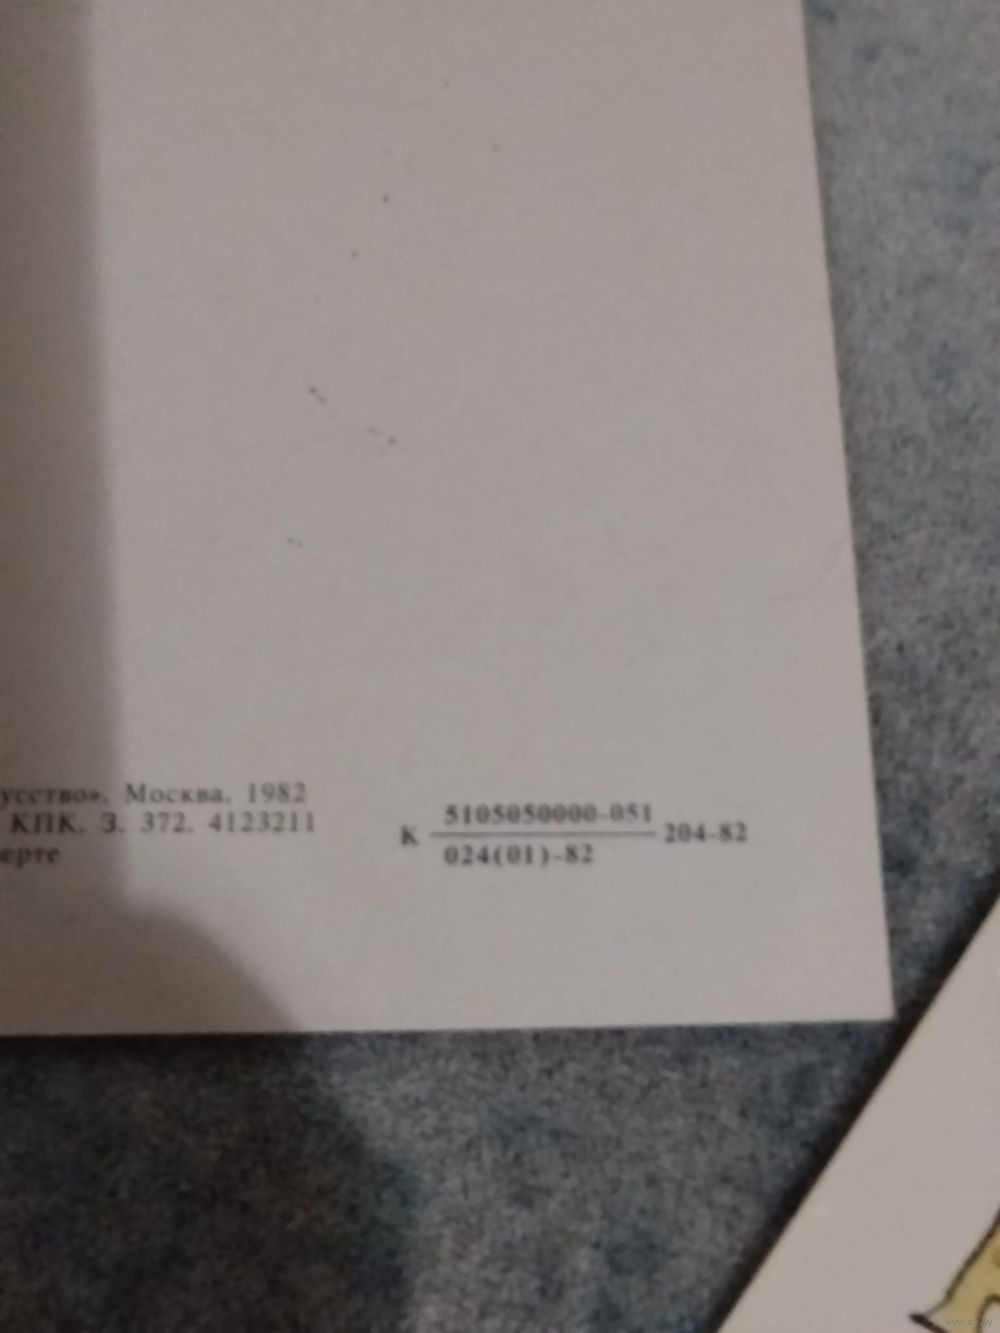 усство». Москва. 1982
КПК. З. 372. 4123211
ерте
К 5105050000-051 204-82
024(01)-82